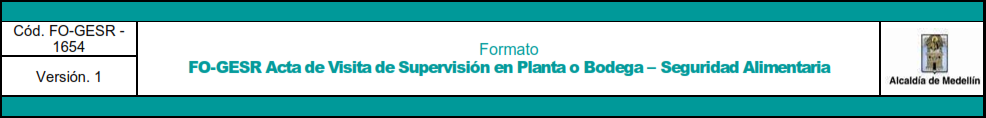 Cód. FO-GESR -
1654
Versión. 1
Formato
FO-GESR Acta de Visita de Supervisión en Planta o Bodega – Seguridad Alimentaria
Alcaldía de Medellín